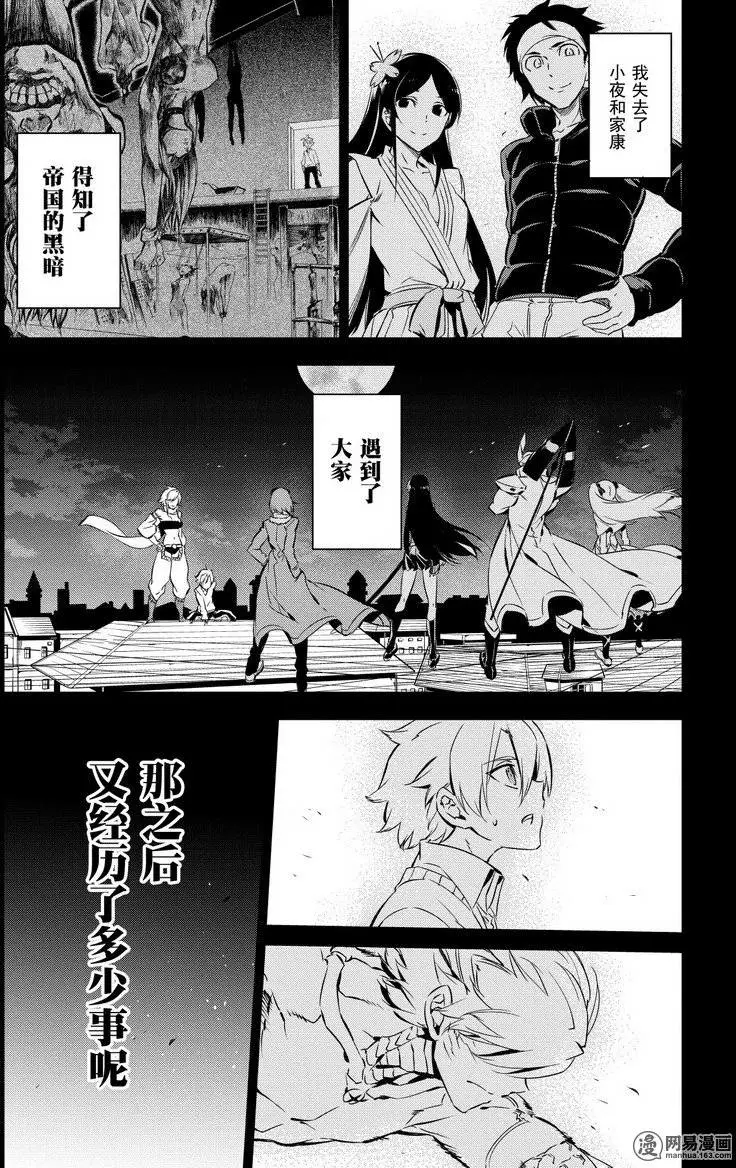 我失去了
小夜和家康
得知了
帝国的黑暗
遇到了
大家
那之后
又经历了多少事呢
漫 网易漫画
manhua.163.com